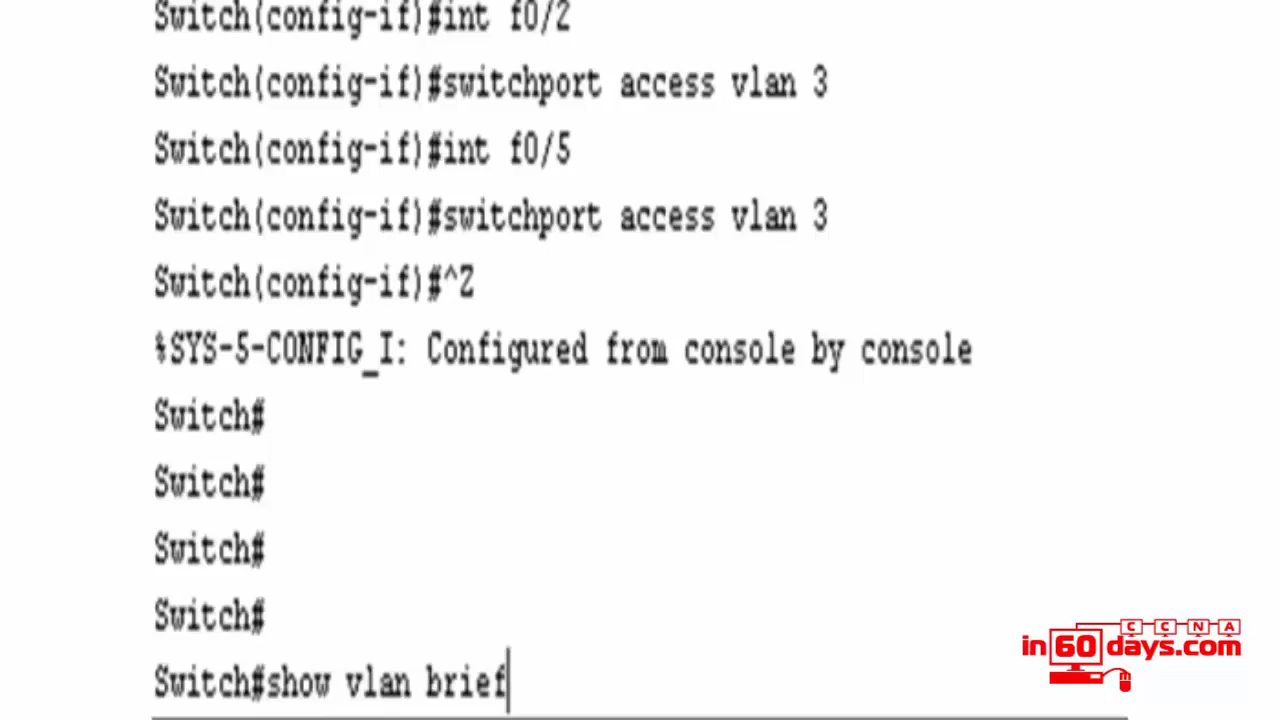 Switch(config-if)#int f0/2
Switch(config-if)#switchport access vlan 3
Switch(config-if)#int f0/5
Switch(config-if)#switchport access vlan 3
Switch(config-if)#^Z
%SYS-5-CONFIG_I: Configured from console by console
Switch#
Switch#
Switch#
Switch#
Switch#show vlan brief
CCNA
in60days.com